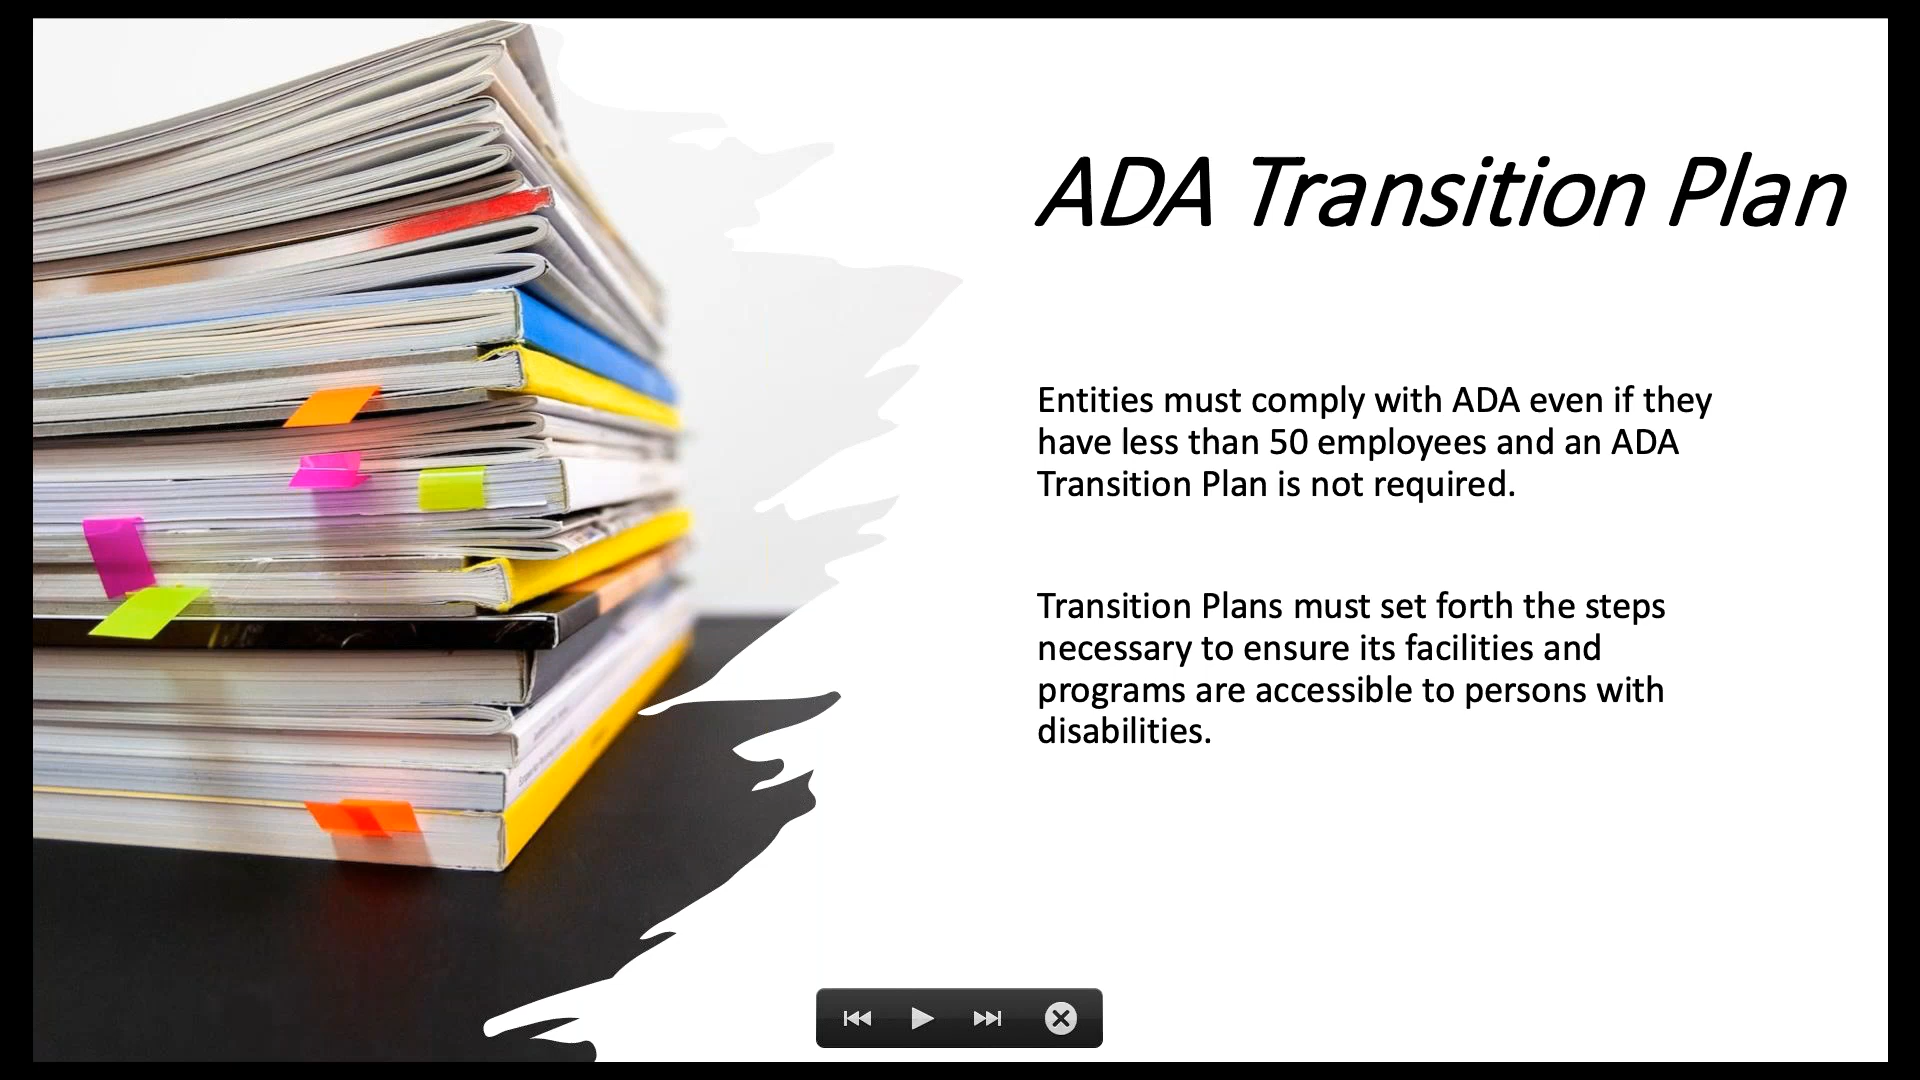 ADA Transition Plan
Entities must comply with ADA even if they
have less than 50 employees and an ADA
Transition Plan is not required.
Transition Plans must set forth the steps
necessary to ensure its facilities and
programs are accessible to persons with
disabilities.